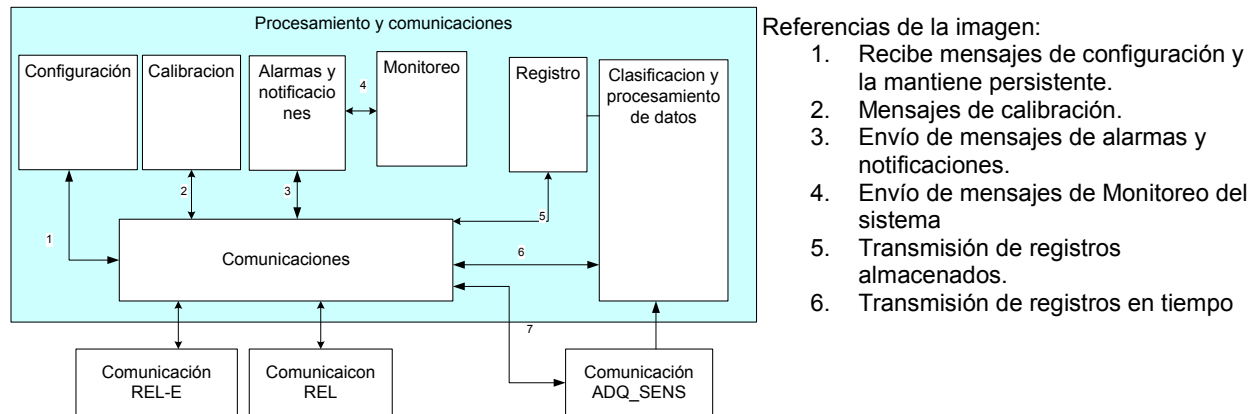 Procesamiento y comunicaciones
Configuración
Calibracion
Alarmas y
notificacio
nes
Monitoreo
Registro
Clasificacion y
procesamiento
de datos
4
2
3
5
1
6
Comunicaciones
7
Comunicación
REL-E
Comunicaicon
REL
Comunicación
ADQ_SENS
Referencias de la imagen:
1. Recibe mensajes de configuración y
la mantiene persistente.
2. Mensajes de calibración.
3. Envío de mensajes de alarmas y
notificaciones.
4. Envío de mensajes de Monitoreo del
sistema
5. Transmisión de registros
almacenados.
6. Transmisión de registros en tiempo